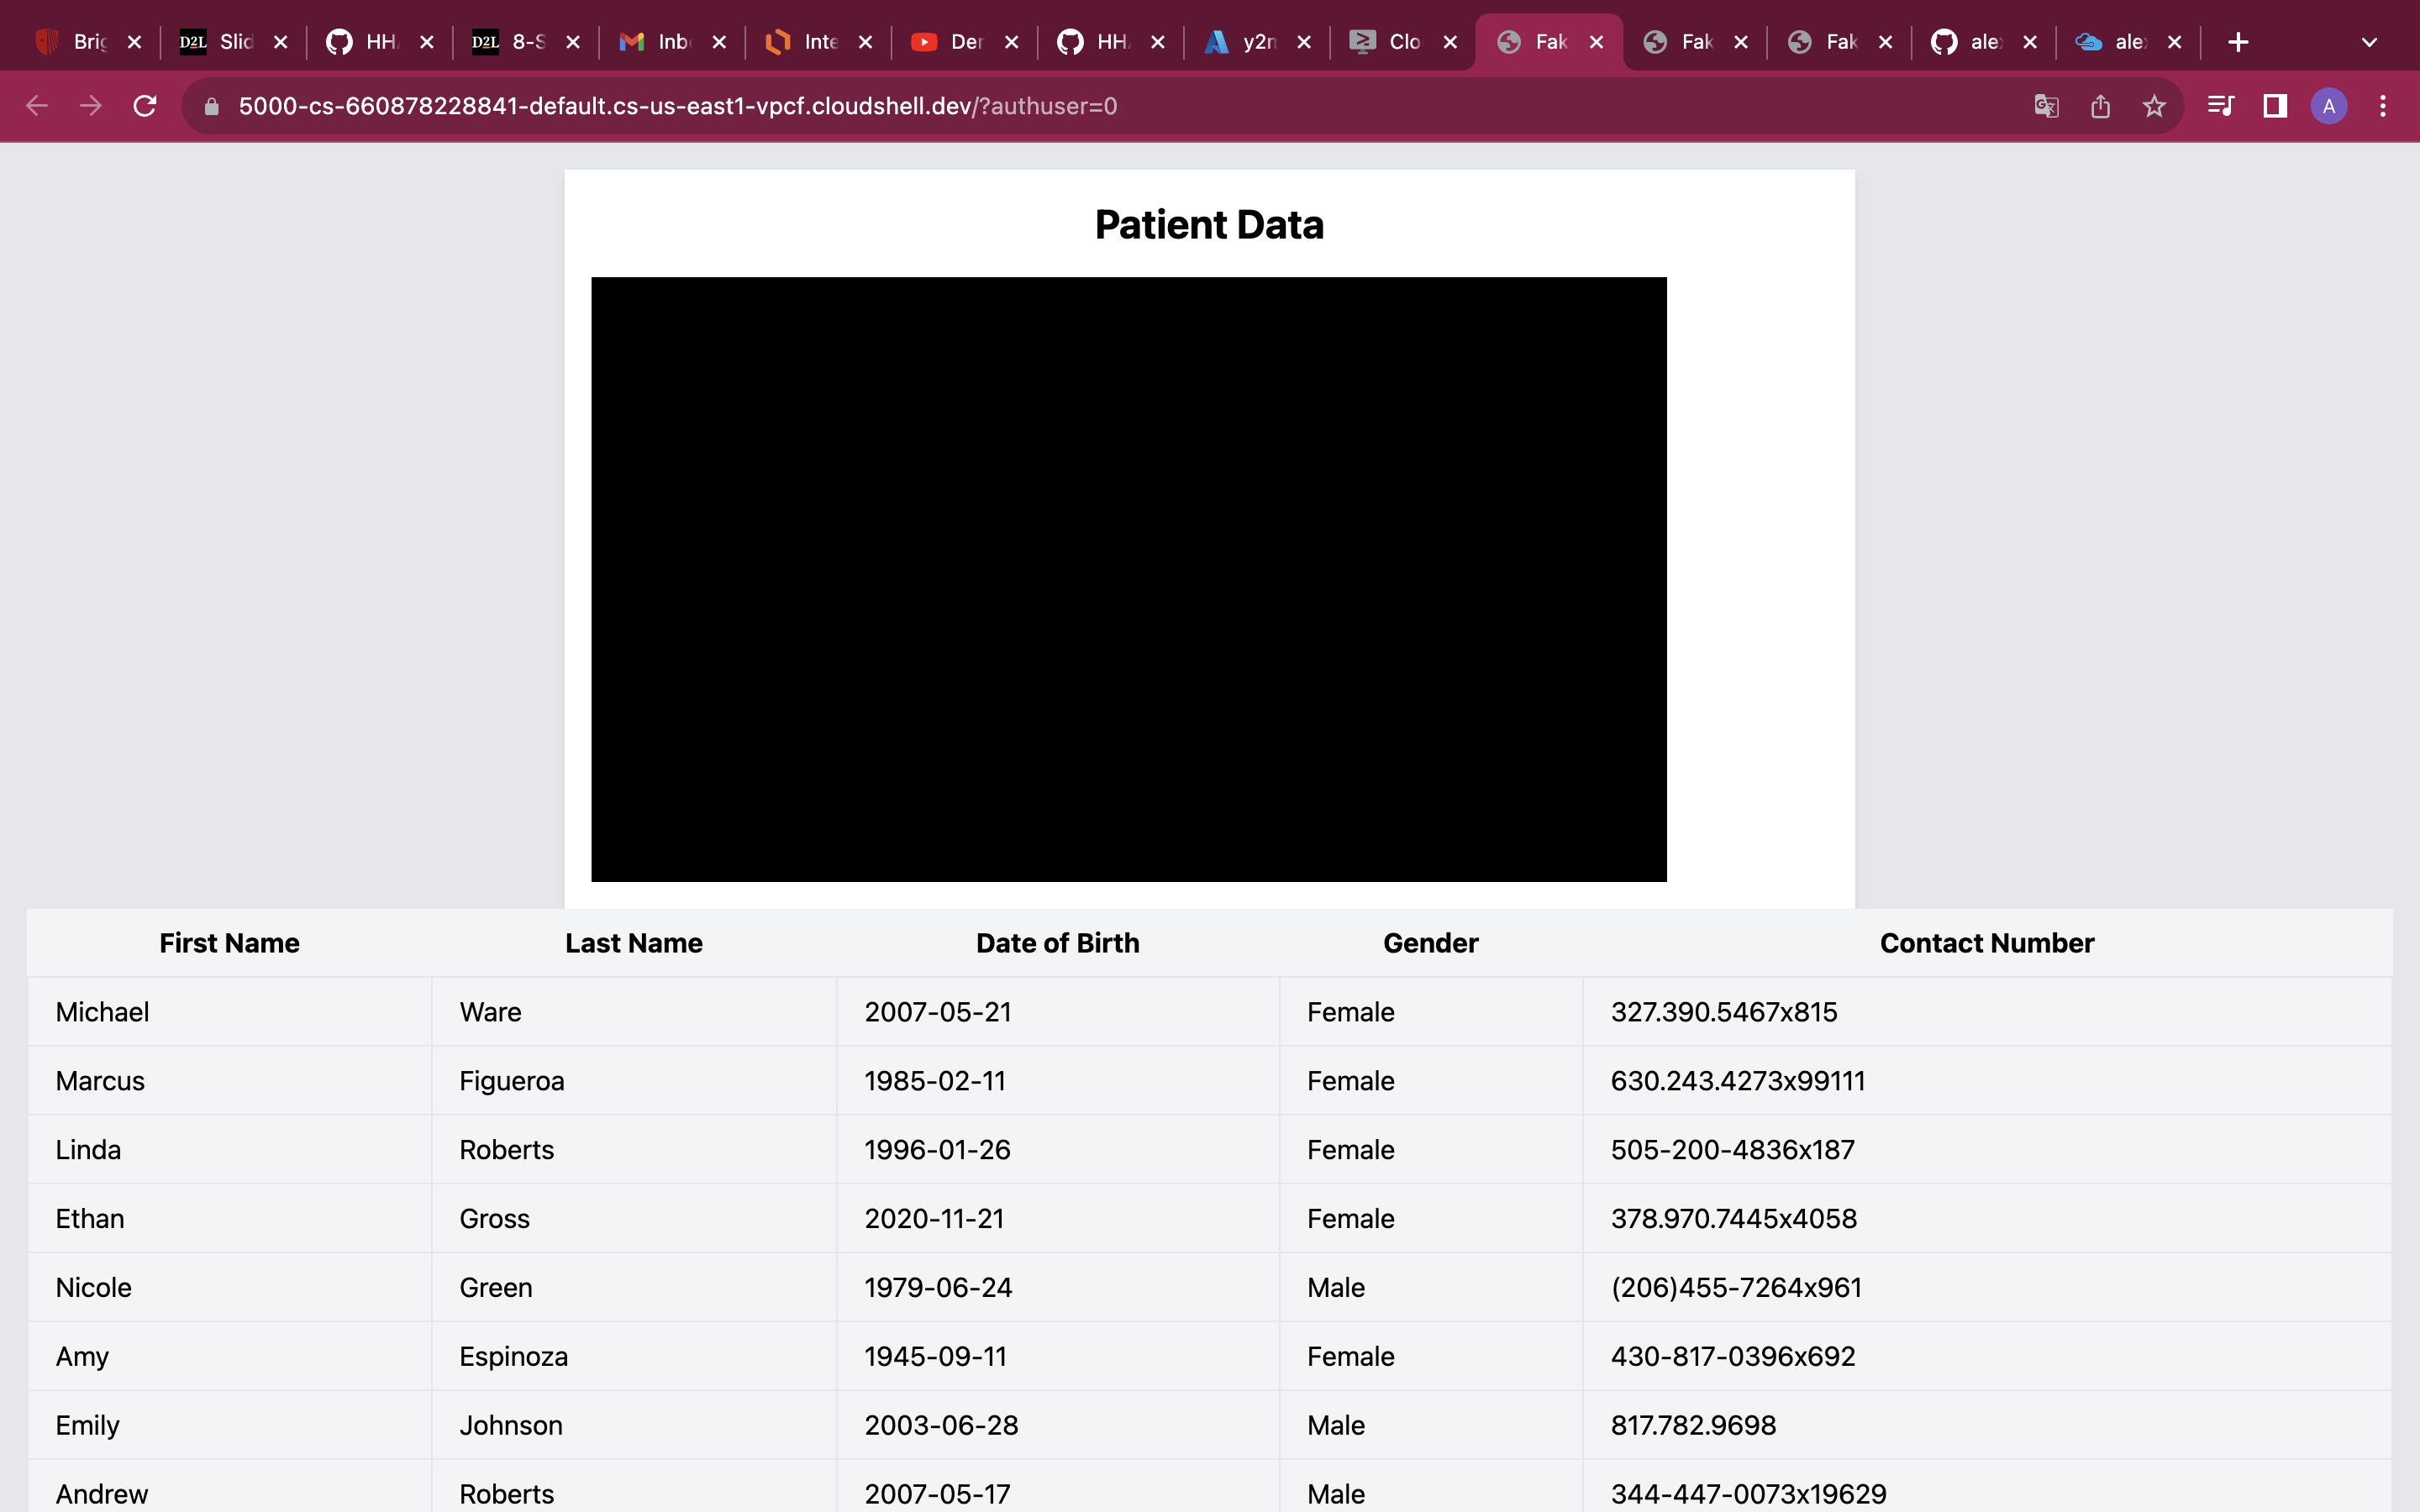 Brig D2L Slid HH D2L 8-S Inb Inte Der HH y2m Clo Fak Fak Fak ale ale
5000-cs-660878228841-default.cs-us-east1-vpcf.cloudshell.dev/?authuser=0 A
Patient Data
First Name Last Name Date of Birth Gender Contact Number
Michael Ware 2007-05-21 Female 327.390.5467x815
Marcus Figueroa 1985-02-11 Female 630.243.4273x99111
Linda Roberts 1996-01-26 Female 505-200-4836x187
Ethan Gross 2020-11-21 Female 378.970.7445x4058
Nicole Green 1979-06-24 Male (206)455-7264x961
Amy Espinoza 1945-09-11 Female 430-817-0396x692
Emily Johnson 2003-06-28 Male 817.782.9698
Andrew Roberts 2007-05-17 Male 344-447-0073x19629